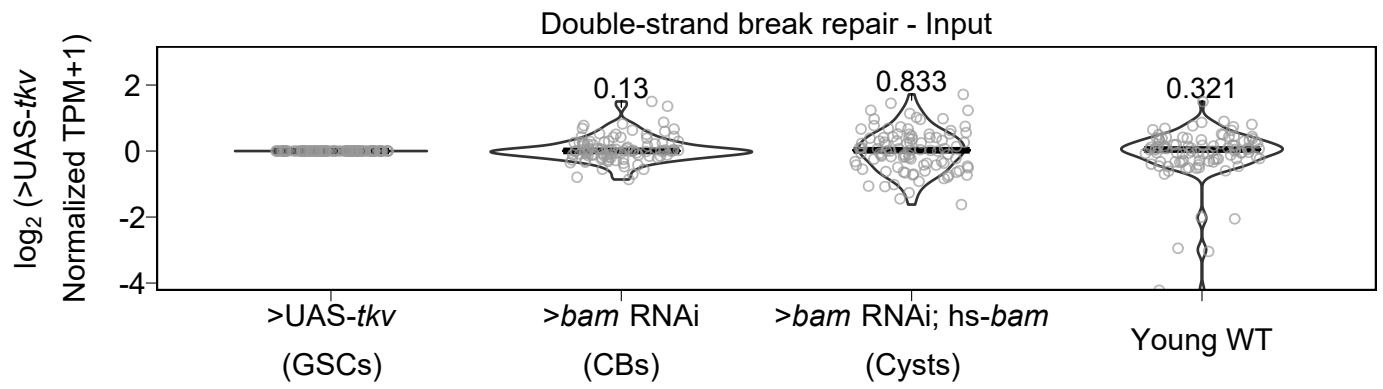 Double-strand break repair - Input
log2 (>UAS-tkv
Normalized TPM+1)
2
0
-2
-4
0.13
0.833
0.321
>UAS-tkv
(GSCs)
>bam RNAi
(CBs)
>bam RNAi; hs-bam
(Cysts)
Young WT